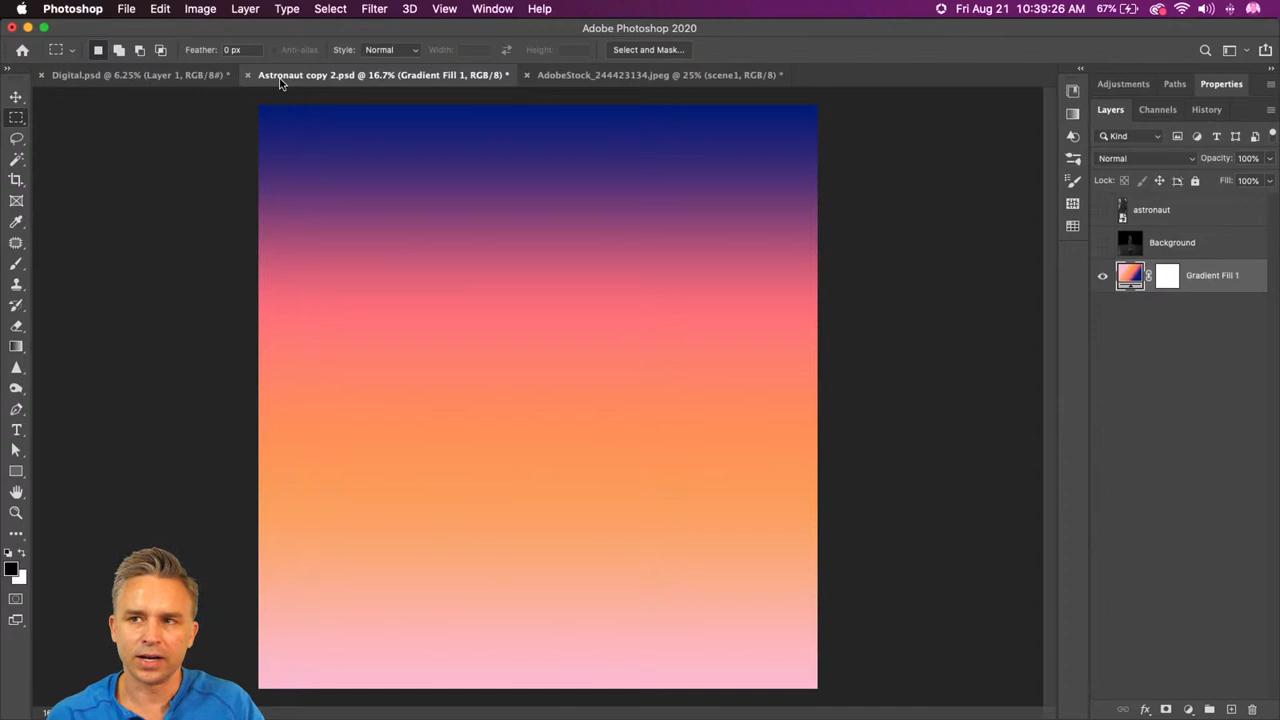 Photoshop File Edit Image Layer Type Select Filter 3D View Window Help 67% Fri Aug 21 10:39:26 AM
Adobe Photoshop 2020
Feather: 0 px Anti-alias Style: Normal Width: Height: Select and Mask...
Digital.psd @ 6.25% (Layer 1, RGB/8#) * Astronaut copy 2.psd @ 16.7% (Gradient Fill 1, RGB/8) * AdobeStock_244423134.jpeg @ 25% (scene1, RGB/8) *
Adjustments Paths Properties
Layers Channels History
Kind
Normal Opacity: 100%
Lock: Fill: 100%
astronaut
Background
Gradient Fill 1